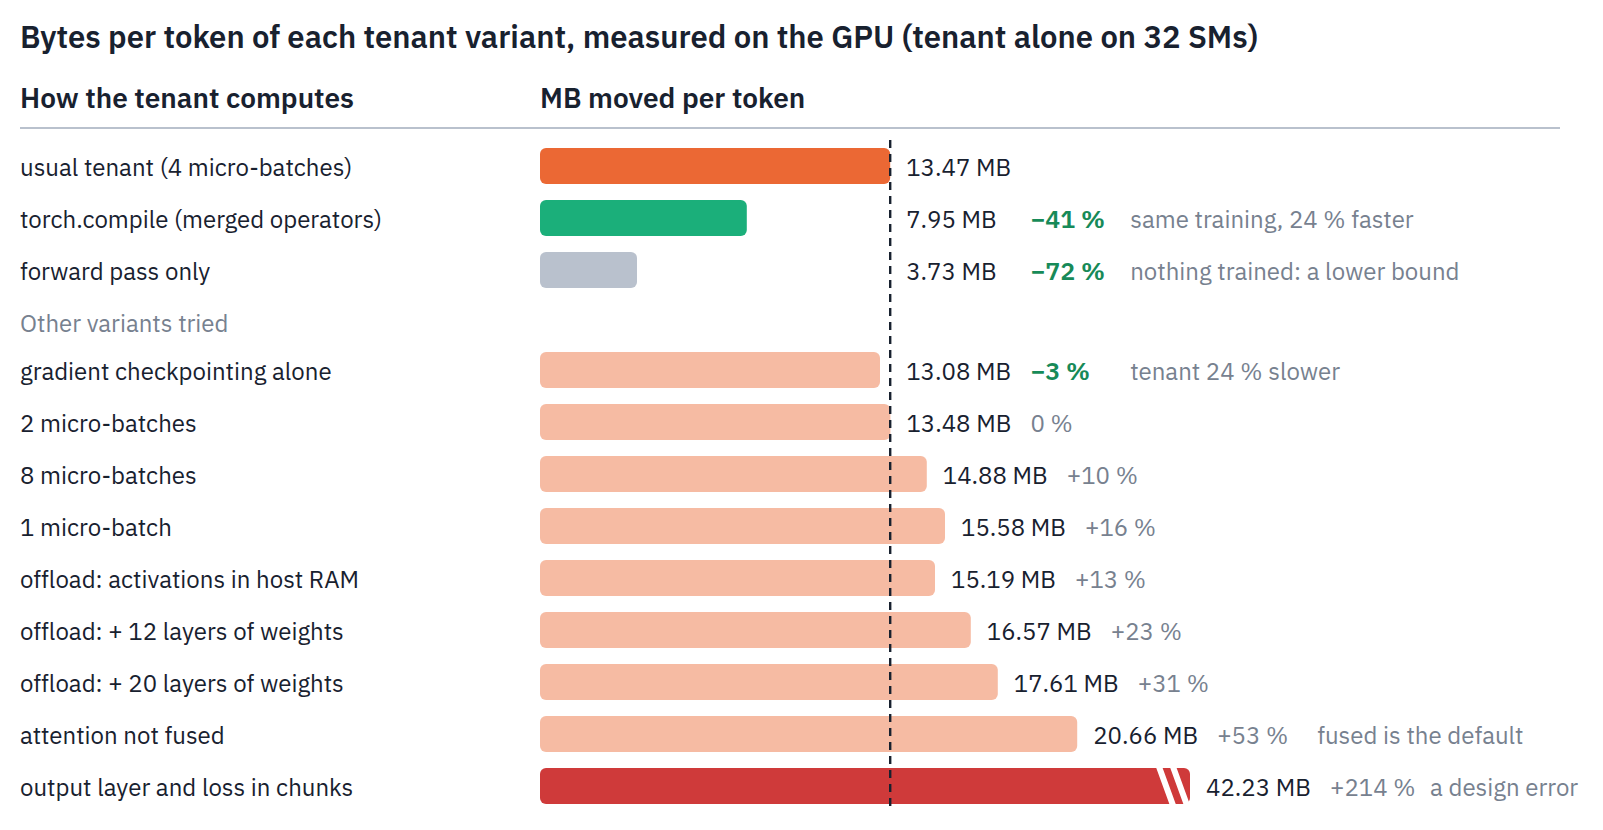 Bytes per token of each tenant variant, measured on the GPU (tenant alone on 32 SMs)
How the tenant computes MB moved per token
usual tenant (4 micro-batches) 13.47 MB
torch.compile (merged operators) 7.95 MB −41 % same training, 24 % faster
forward pass only 3.73 MB −72 % nothing trained: a lower bound
Other variants tried
gradient checkpointing alone 13.08 MB −3 % tenant 24 % slower
2 micro-batches 13.48 MB 0 %
8 micro-batches 14.88 MB +10 %
1 micro-batch 15.58 MB +16 %
offload: activations in host RAM 15.19 MB +13 %
offload: + 12 layers of weights 16.57 MB +23 %
offload: + 20 layers of weights 17.61 MB +31 %
attention not fused 20.66 MB +53 % fused is the default
output layer and loss in chunks 42.23 MB +214 % a design error